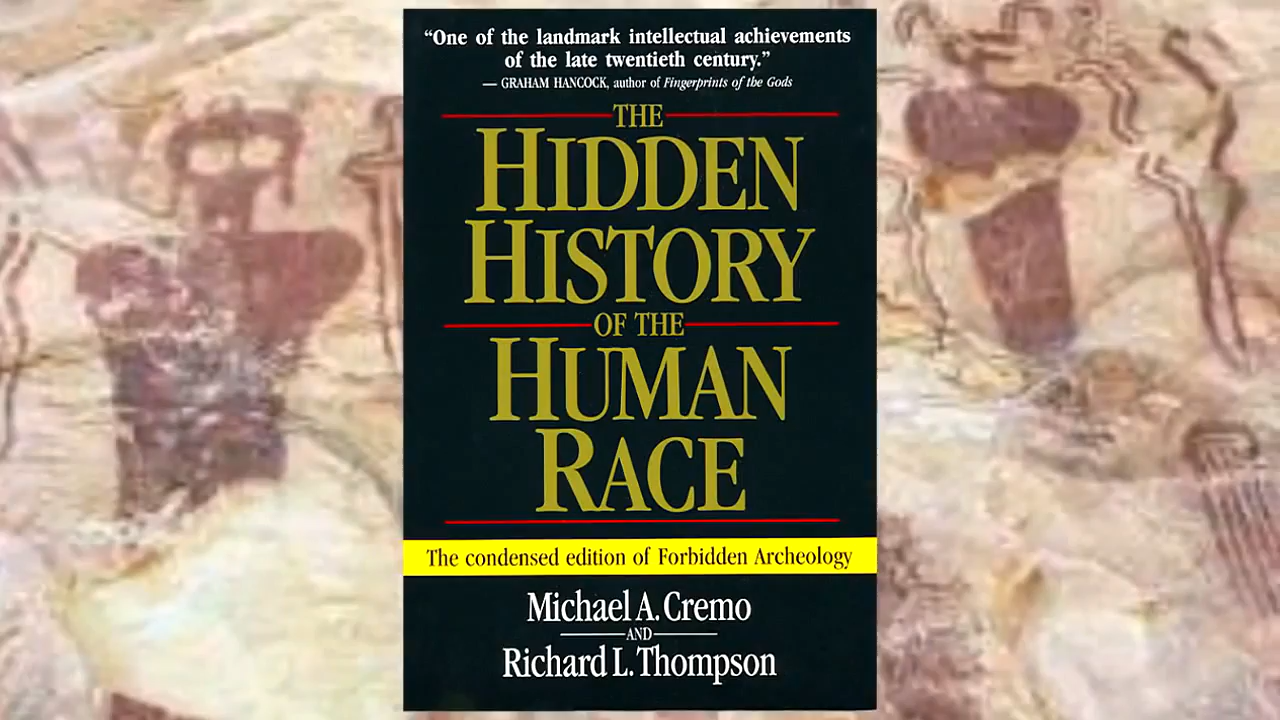 “One of the landmark intellectual achievements
of the late twentieth century.”
— GRAHAM HANCOCK, author of Fingerprints of the Gods
THE
HIDDEN
HISTORY
OF THE
HUMAN
RACE
The condensed edition of Forbidden Archeology
Michael A. Cremo
AND
Richard L. Thompson